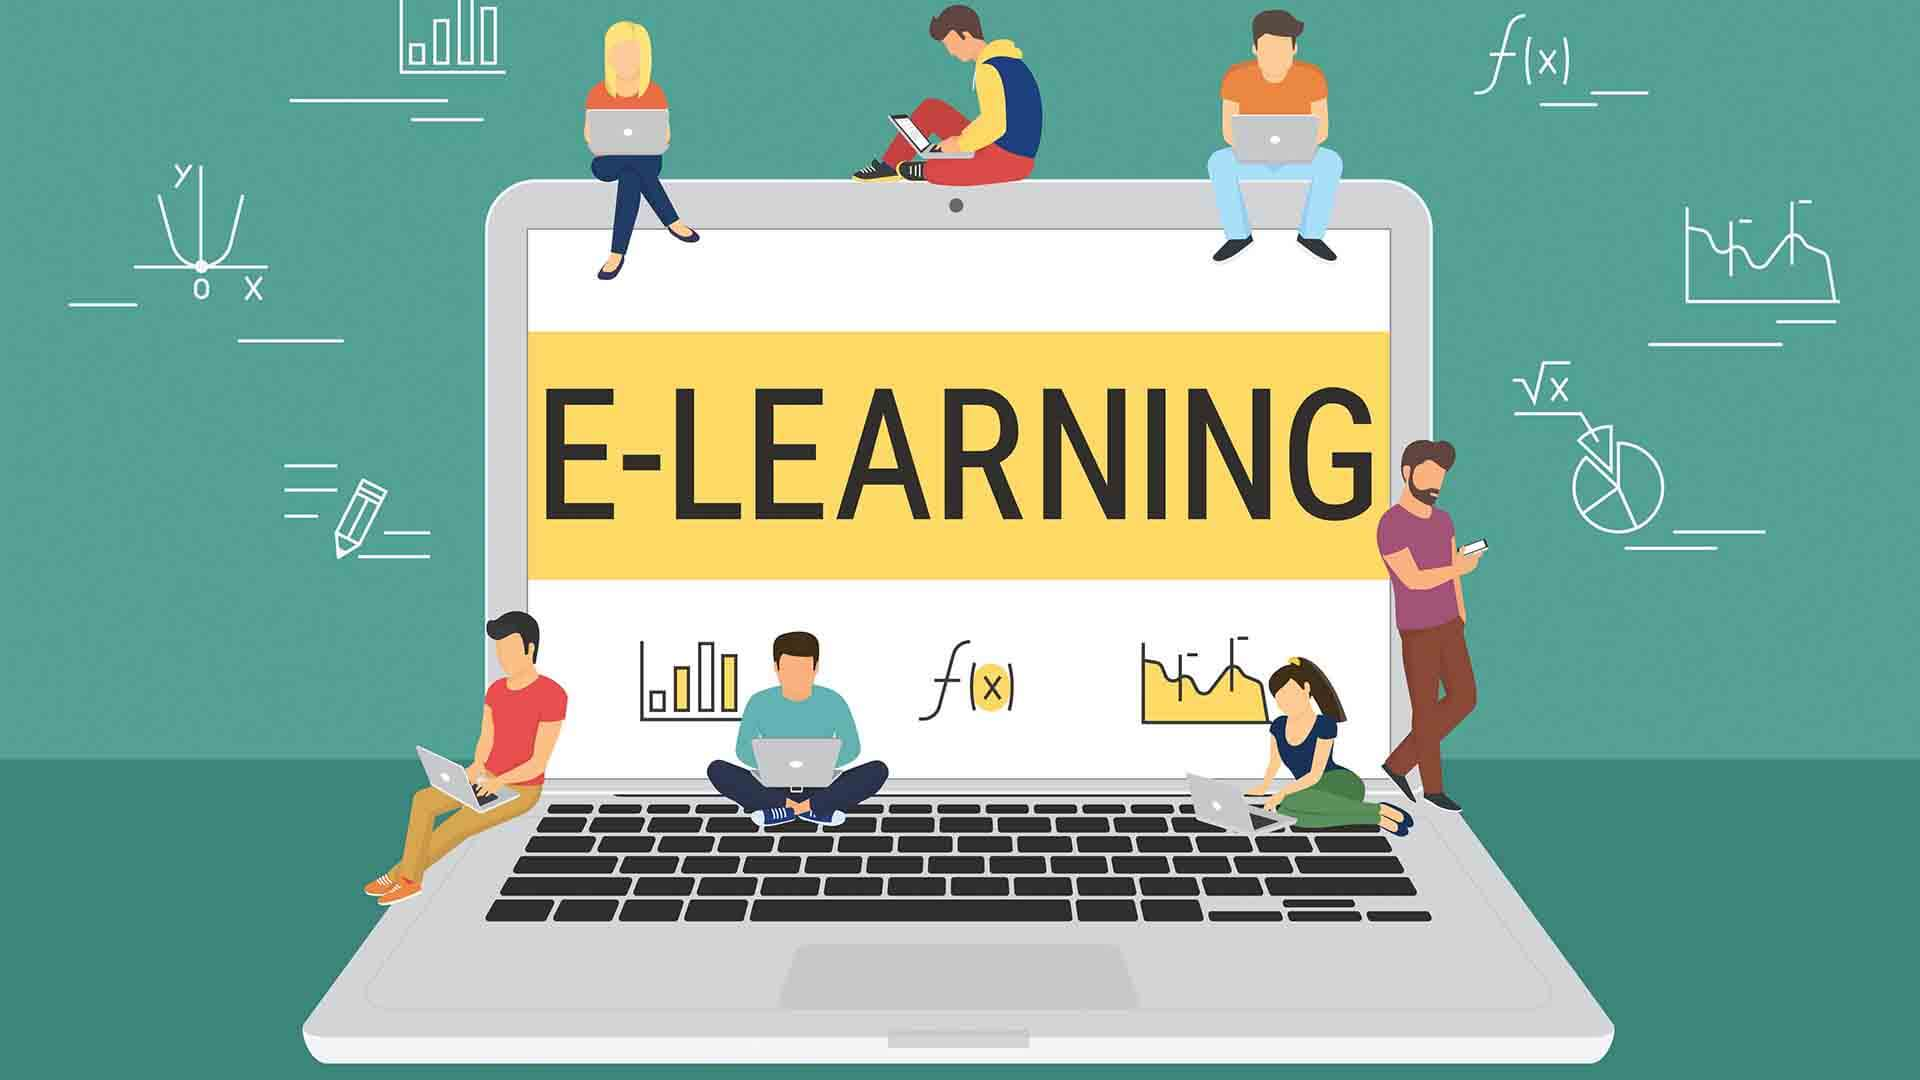 f(x)
y
0 x
√x
E-LEARNING
f(x)